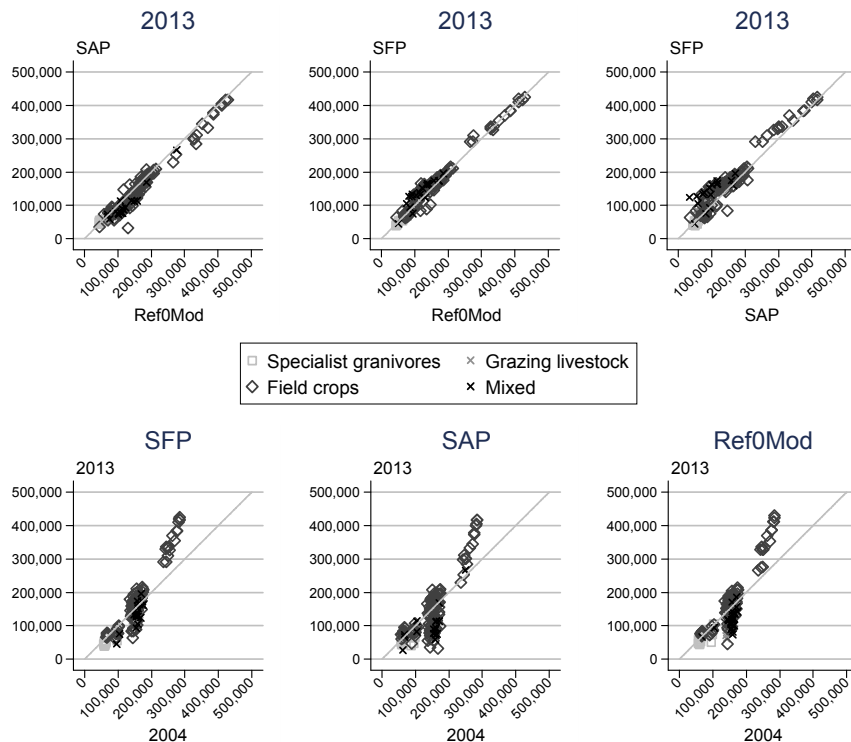 2013 2013 2013
SAP SFP SFP
500,000 500,000 500,000
400,000 400,000 400,000
300,000 300,000 300,000
200,000 200,000 200,000
100,000 100,000 100,000
0 0 0
0 100,000 200,000 300,000 400,000 500,000 0 100,000 200,000 300,000 400,000 500,000 0 100,000 200,000 300,000 400,000 500,000
Ref0Mod Ref0Mod SAP
Specialist granivores Grazing livestock
Field crops Mixed
SFP SAP Ref0Mod
2013 2013 2013
500,000 500,000 500,000
400,000 400,000 400,000
300,000 300,000 300,000
200,000 200,000 200,000
100,000 100,000 100,000
0 0 0
0 100,000 200,000 300,000 400,000 500,000 0 100,000 200,000 300,000 400,000 500,000 0 100,000 200,000 300,000 400,000 500,000
2004 2004 2004